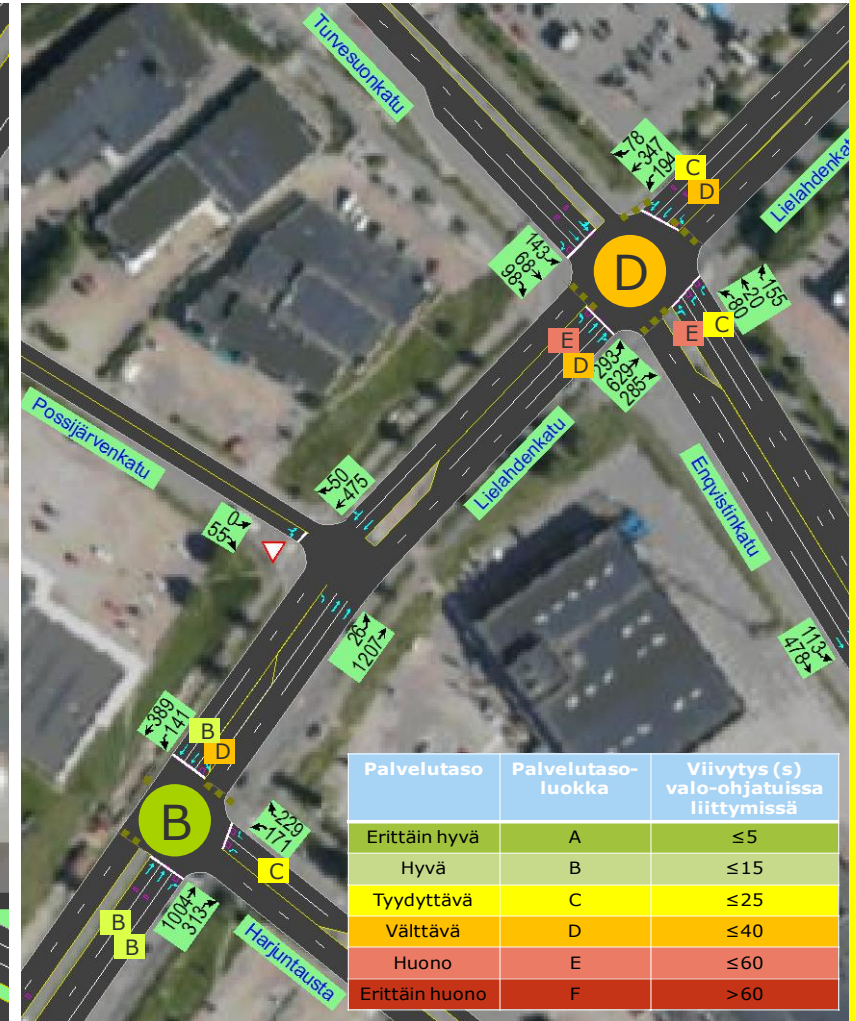 Turvesuonkatu
78
347
194
C
D
Lielahdenkat
143
68
98
D
155
20
80
E
C
E
D
293
629
285
Possijärvenkatu
50
475
Lielahdenkatu
Enqvistinkatu
0
55
26
1207
113
478
389
141
B
D
B
229
171
C
1004
313
B
B
Harjuntausta
Palvelutaso Palvelutaso- Viivytys (s)
luokka valo-ohjatuissa
liittymissä
Erittäin hyvä A ≤5
Hyvä B ≤15
Tyydyttävä C ≤25
Välttävä D ≤40
Huono E ≤60
Erittäin huono F >60